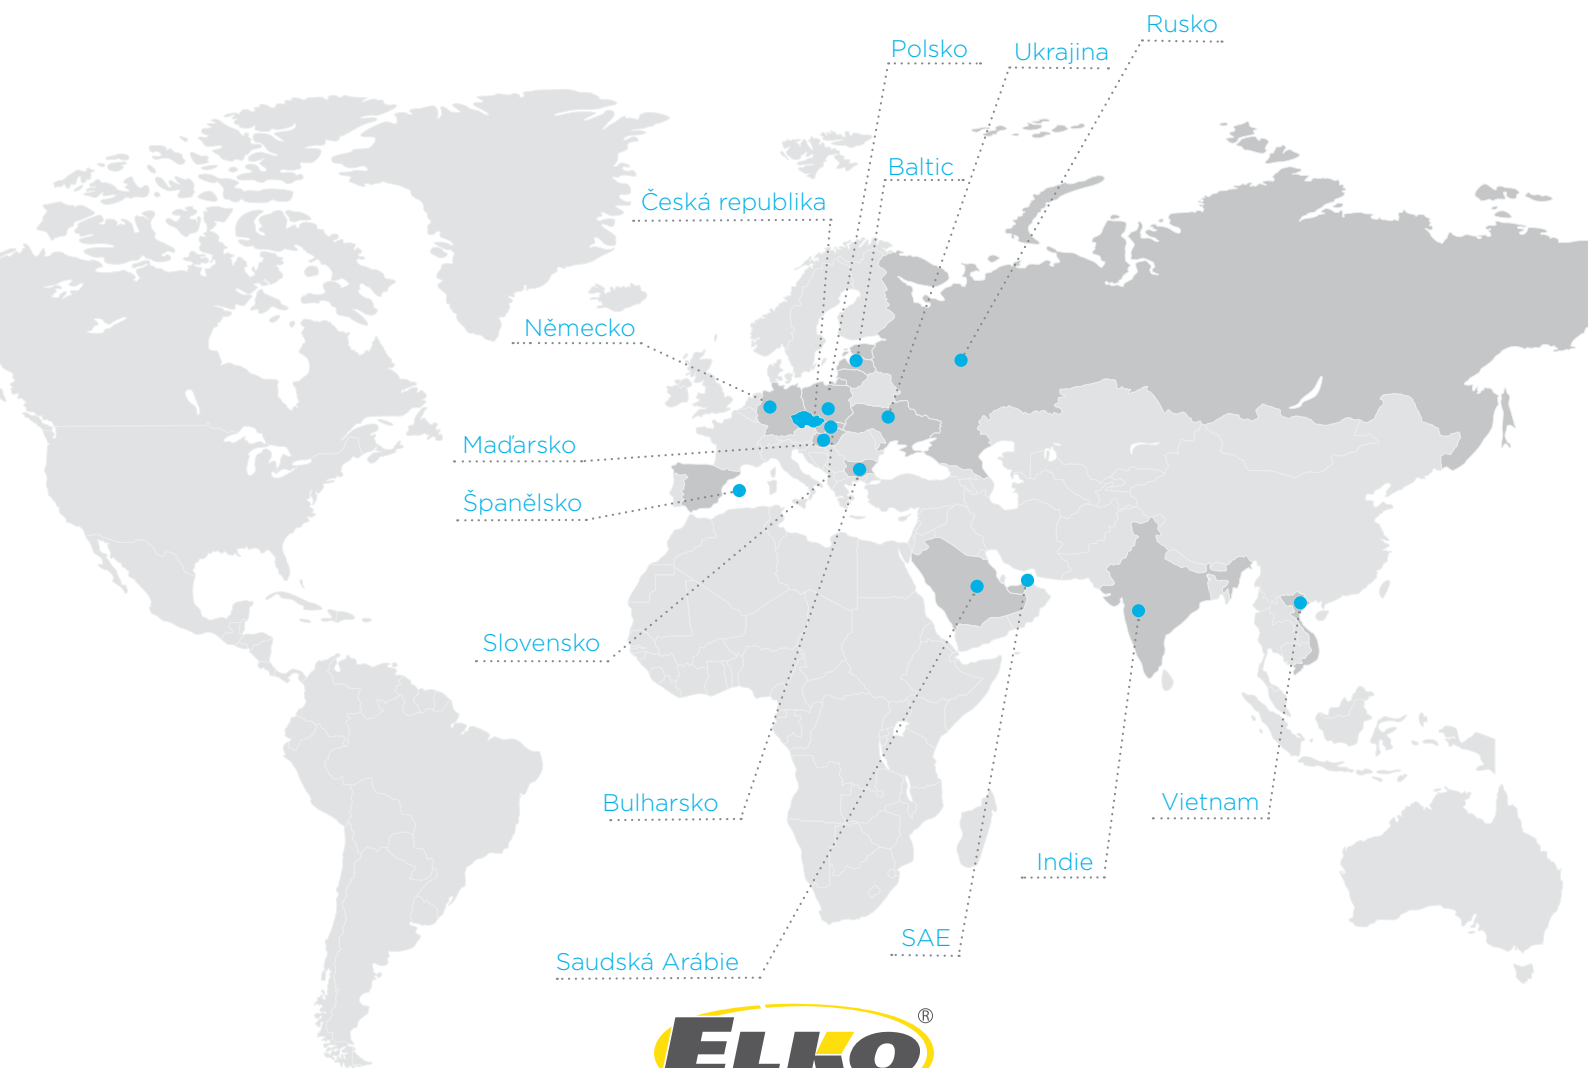 Rusko
Polsko
Ukrajina
Baltic
Česká republika
Německo
Maďarsko
Španělsko
Slovensko
Bulharsko
Vietnam
Indie
SAE
Saudská Arábie
ELKO®